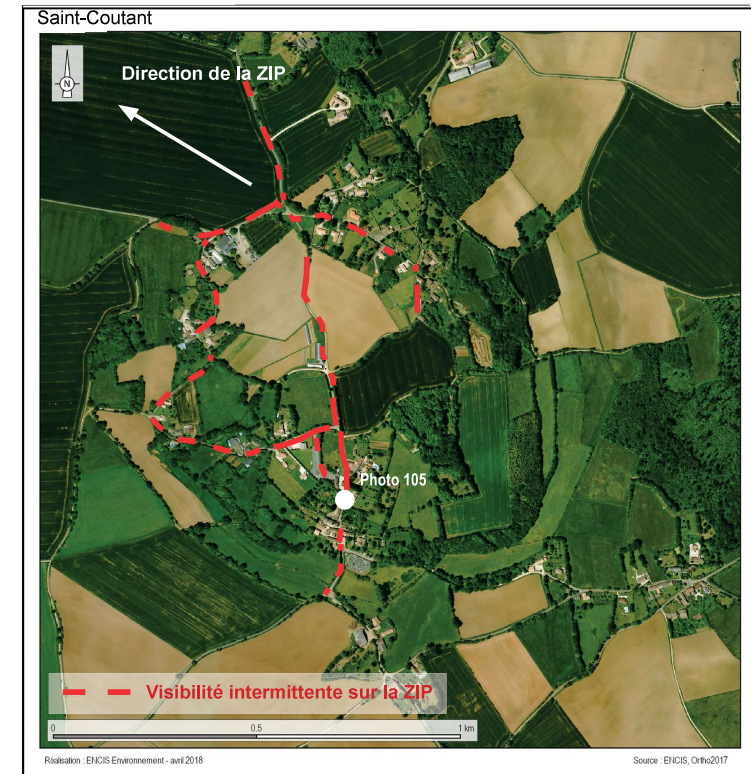 Saint-Coutant
N
Direction de la ZIP
Photo 105
Visibilité intermittente sur la ZIP
0 0.5 1 km
Réalisation : ENCIS Environnement - avril 2018 Source : ENCIS, Ortho2017